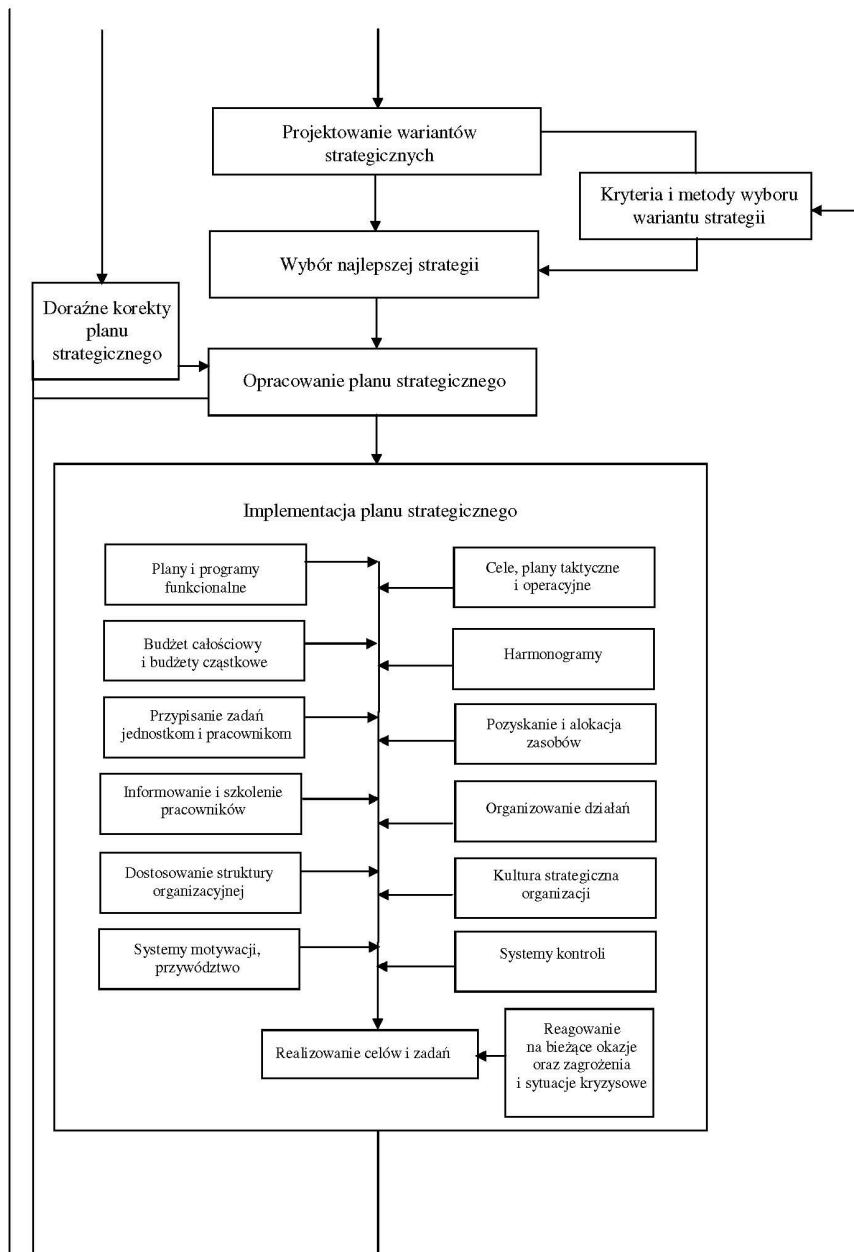 Projektowanie wariantów
strategicznych
Kryteria i metody wyboru
wariantu strategii
Wybór najlepszej strategii
Doraźne korekty
planu
strategicznego
Opracowanie planu strategicznego
Implementacja planu strategicznego
Plany i programy
funkcjonalne
Cele, plany taktyczne
i operacyjne
Budżet całościowy
i budżety cząstkowe
Harmonogramy
Przypisanie zadań
jednostkom i pracownikom
Pozyskanie i alokacja
zasobów
Informowanie i szkolenie
pracowników
Organizowanie działań
Dostosowanie struktury
organizacyjnej
Kultura strategiczna
organizacji
Systemy motywacji,
przywództwo
Systemy kontroli
Realizowanie celów i zadań
Reagowanie
na bieżące okazje
oraz zagrożenia
i sytuacje kryzysowe